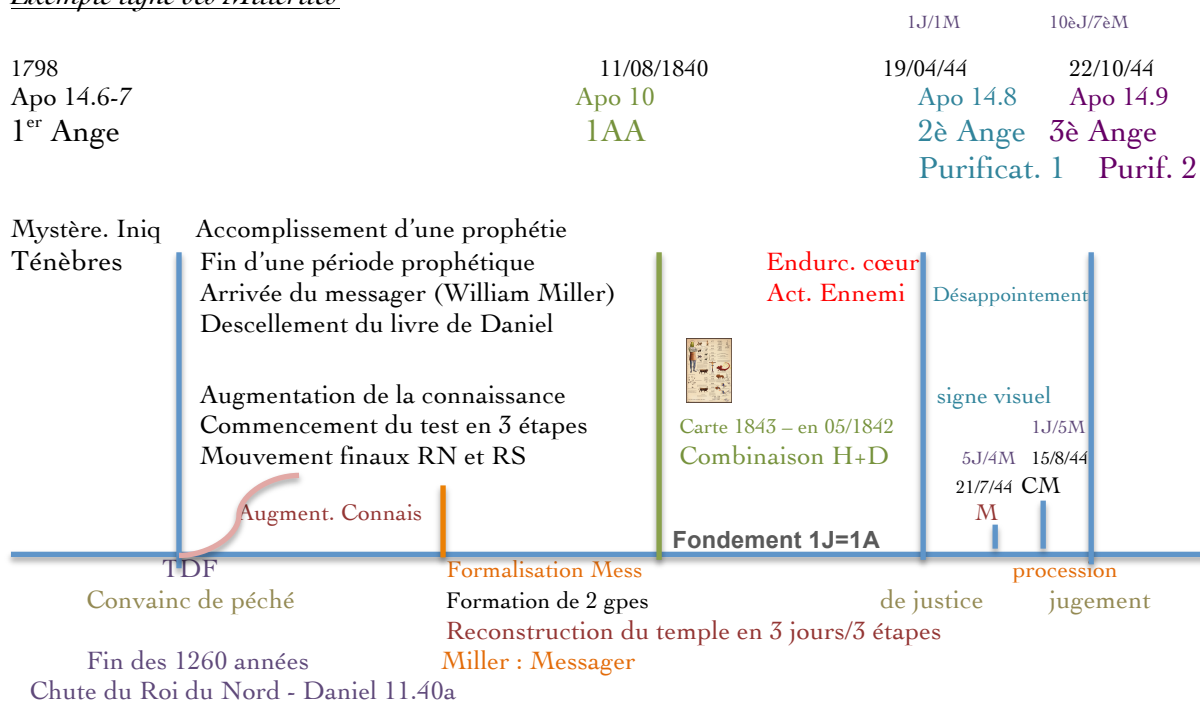 1J/1M 10èJ/7èM
1798 11/08/1840 19/04/44 22/10/44
Apo 14.6-7 Apo 10 Apo 14.8 Apo 14.9
1er Ange 1AA 2è Ange 3è Ange
Purificat. 1 Purif. 2
Mystère. Iniq Accomplissement d’une prophétie
Ténèbres Fin d’une période prophétique Endurc. cœur
Arrivée du messager (William Miller) Act. Ennemi Désappointement
Descellement du livre de Daniel
Augmentation de la connaissance signe visuel
Commencement du test en 3 étapes Carte 1843 – en 05/1842 1J/5M
Mouvement finaux RN et RS Combinaison H+D 5J/4M 15/8/44
21/7/44 CM
Augment. Connais M
Fondement 1J=1A
TDF Formalisation Mess procession
Convainc de péché Formation de 2 gpes de justice jugement
Reconstruction du temple en 3 jours/3 étapes
Fin des 1260 années Miller : Messager
Chute du Roi du Nord - Daniel 11.40a